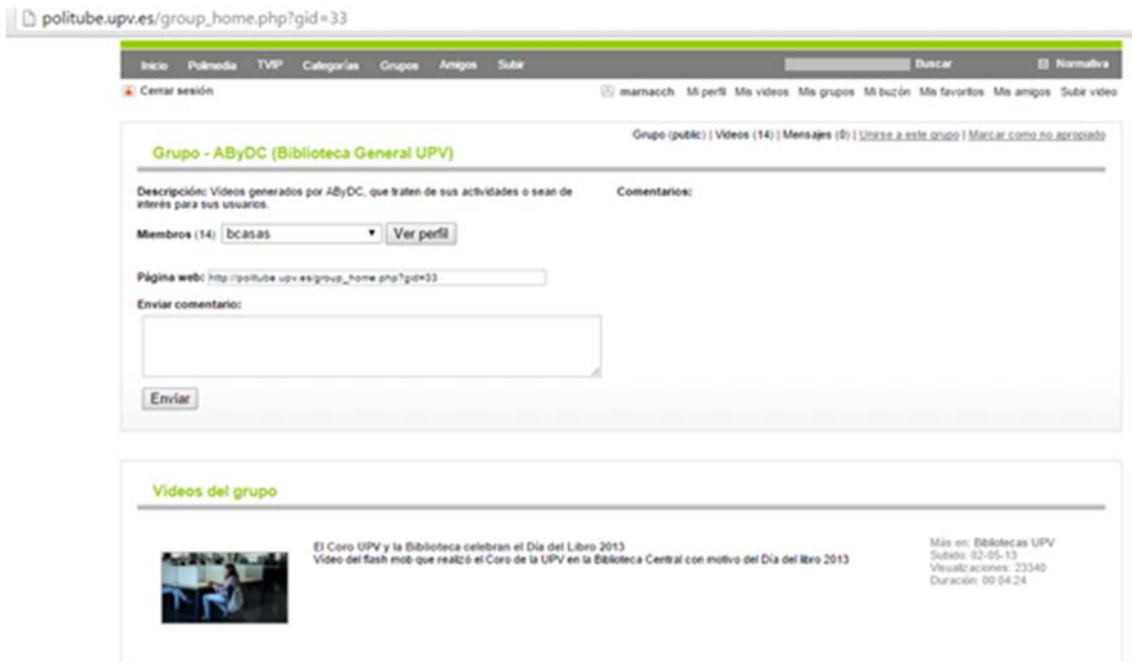 politube.upv.es/group_home.php?gid=33
Inicio Polimedia TVIP Categorías Grupos Amigos Subir Buscar Normativa
Cerrar sesión marnacch Mi perfil Mis videos Mis grupos Mi buzón Mis favoritos Mis amigos Subir video
Grupo (public) | Videos (14) | Mensajes (0) | Unirse a este grupo | Marcar como no apropiado
Grupo - AByDC (Biblioteca General UPV)
Descripción: Vídeos generados por AByDC, que traten de sus actividades o sean de
interés para sus usuarios.
Comentarios:
Miembros (14) bcasas Ver perfil
Página web: http://politube.upv.es/group_home.php?gid=33
Enviar comentario:
Enviar
Videos del grupo
El Coro UPV y la Biblioteca celebran el Día del Libro 2013
Vídeo del flash mob que realizó el Coro de la UPV en la Biblioteca Central con motivo del Día del libro 2013
Más en: Bibliotecas UPV
Subido: 02-05-13
Visualizaciones: 23340
Duración: 00:04:24